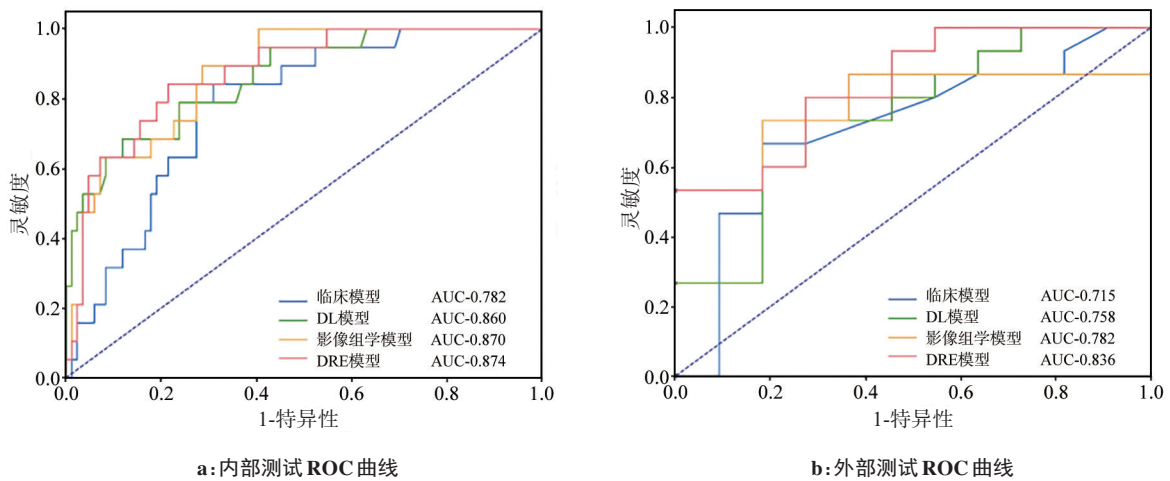 1.0
0.8
0.6
0.4
0.2
0.0
灵敏度
临床模型 AUC-0.782
DL模型 AUC-0.860
影像组学模型 AUC-0.870
DRE模型 AUC-0.874
0.0 0.2 0.4 0.6 0.8 1.0
1-特异性
a:内部测试ROC曲线
1.0
0.8
0.6
0.4
0.2
0.0
灵敏度
临床模型 AUC-0.715
DL模型 AUC-0.758
影像组学模型 AUC-0.782
DRE模型 AUC-0.836
0.0 0.2 0.4 0.6 0.8 1.0
1-特异性
b:外部测试ROC曲线